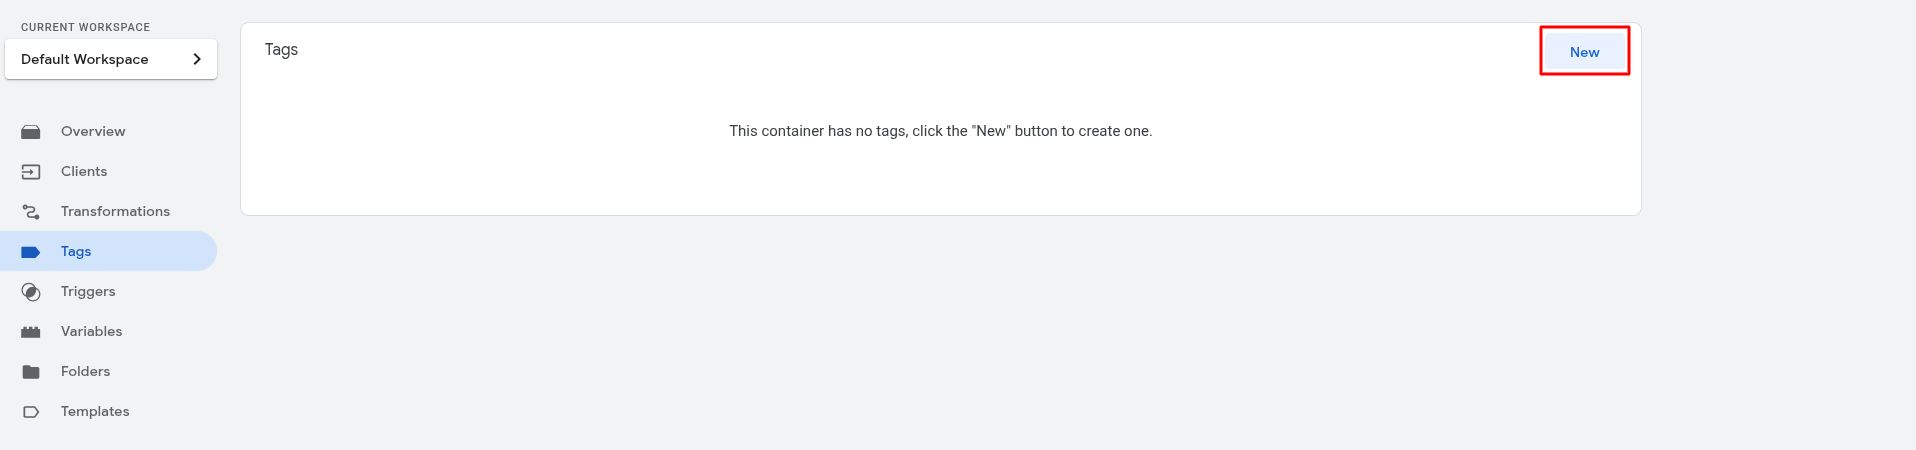 CURRENT WORKSPACE
Default Workspace
Overview
Clients
Transformations
Tags
Triggers
Variables
Folders
Templates
Tags
New
This container has no tags, click the "New" button to create one.